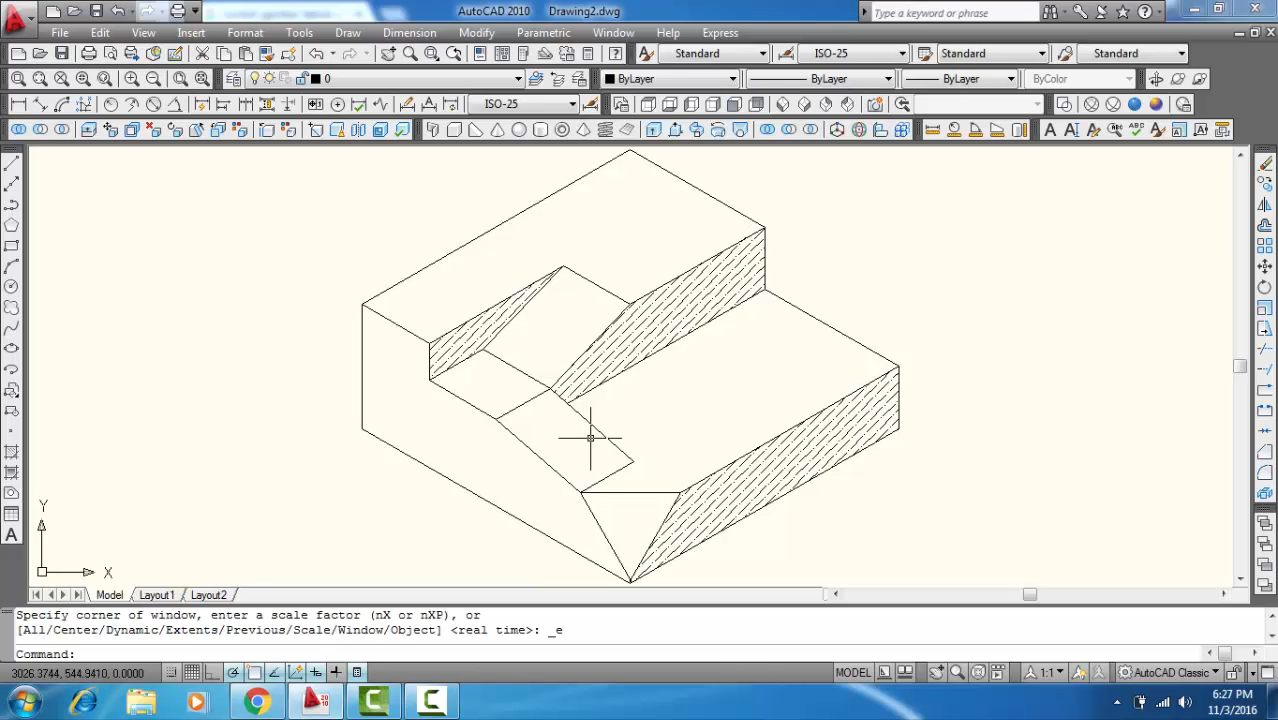 AutoCAD 2010 Drawing2.dwg
Type a keyword or phrase
File Edit View Insert Format Tools Draw Dimension Modify Parametric Window Help Express
Standard ISO-25 Standard Standard
0 ByLayer ByLayer ByLayer ByColor
ISO-25
A A
Y
X
A
Model Layout1 Layout2
Specify corner of window, enter a scale factor (nX or nXP), or
[All/Center/Dynamic/Extents/Previous/Scale/Window/Object] <real time>: _e
Command:
3026.3744, 544.9410, 0.0000 MODEL 1:1 AutoCAD Classic
6:27 PM
11/3/2016